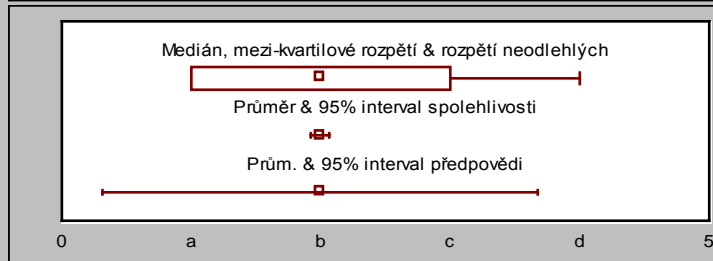 Medián, mezi-kvartilové rozpětí & rozpětí neodlehlých
Průměr & 95% interval spolehlivosti
Prům. & 95% interval předpovědi
0 a b c d 5